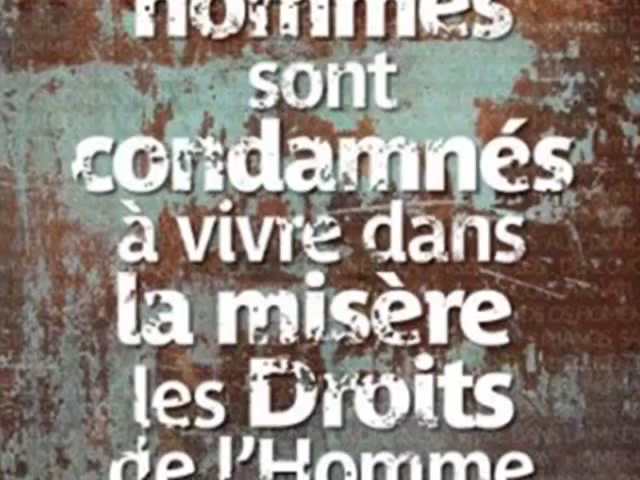 hommes
sont
condamnés
à vivre dans
la misère
les Droits
de l'Homme